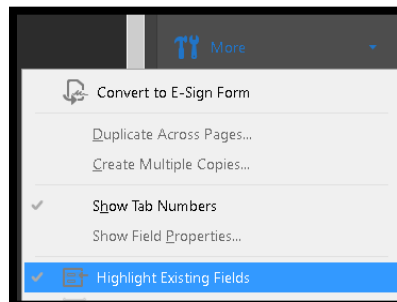 More
Convert to E-Sign Form
Duplicate Across Pages...
Create Multiple Copies...
Show Tab Numbers
Show Field Properties...
Highlight Existing Fields